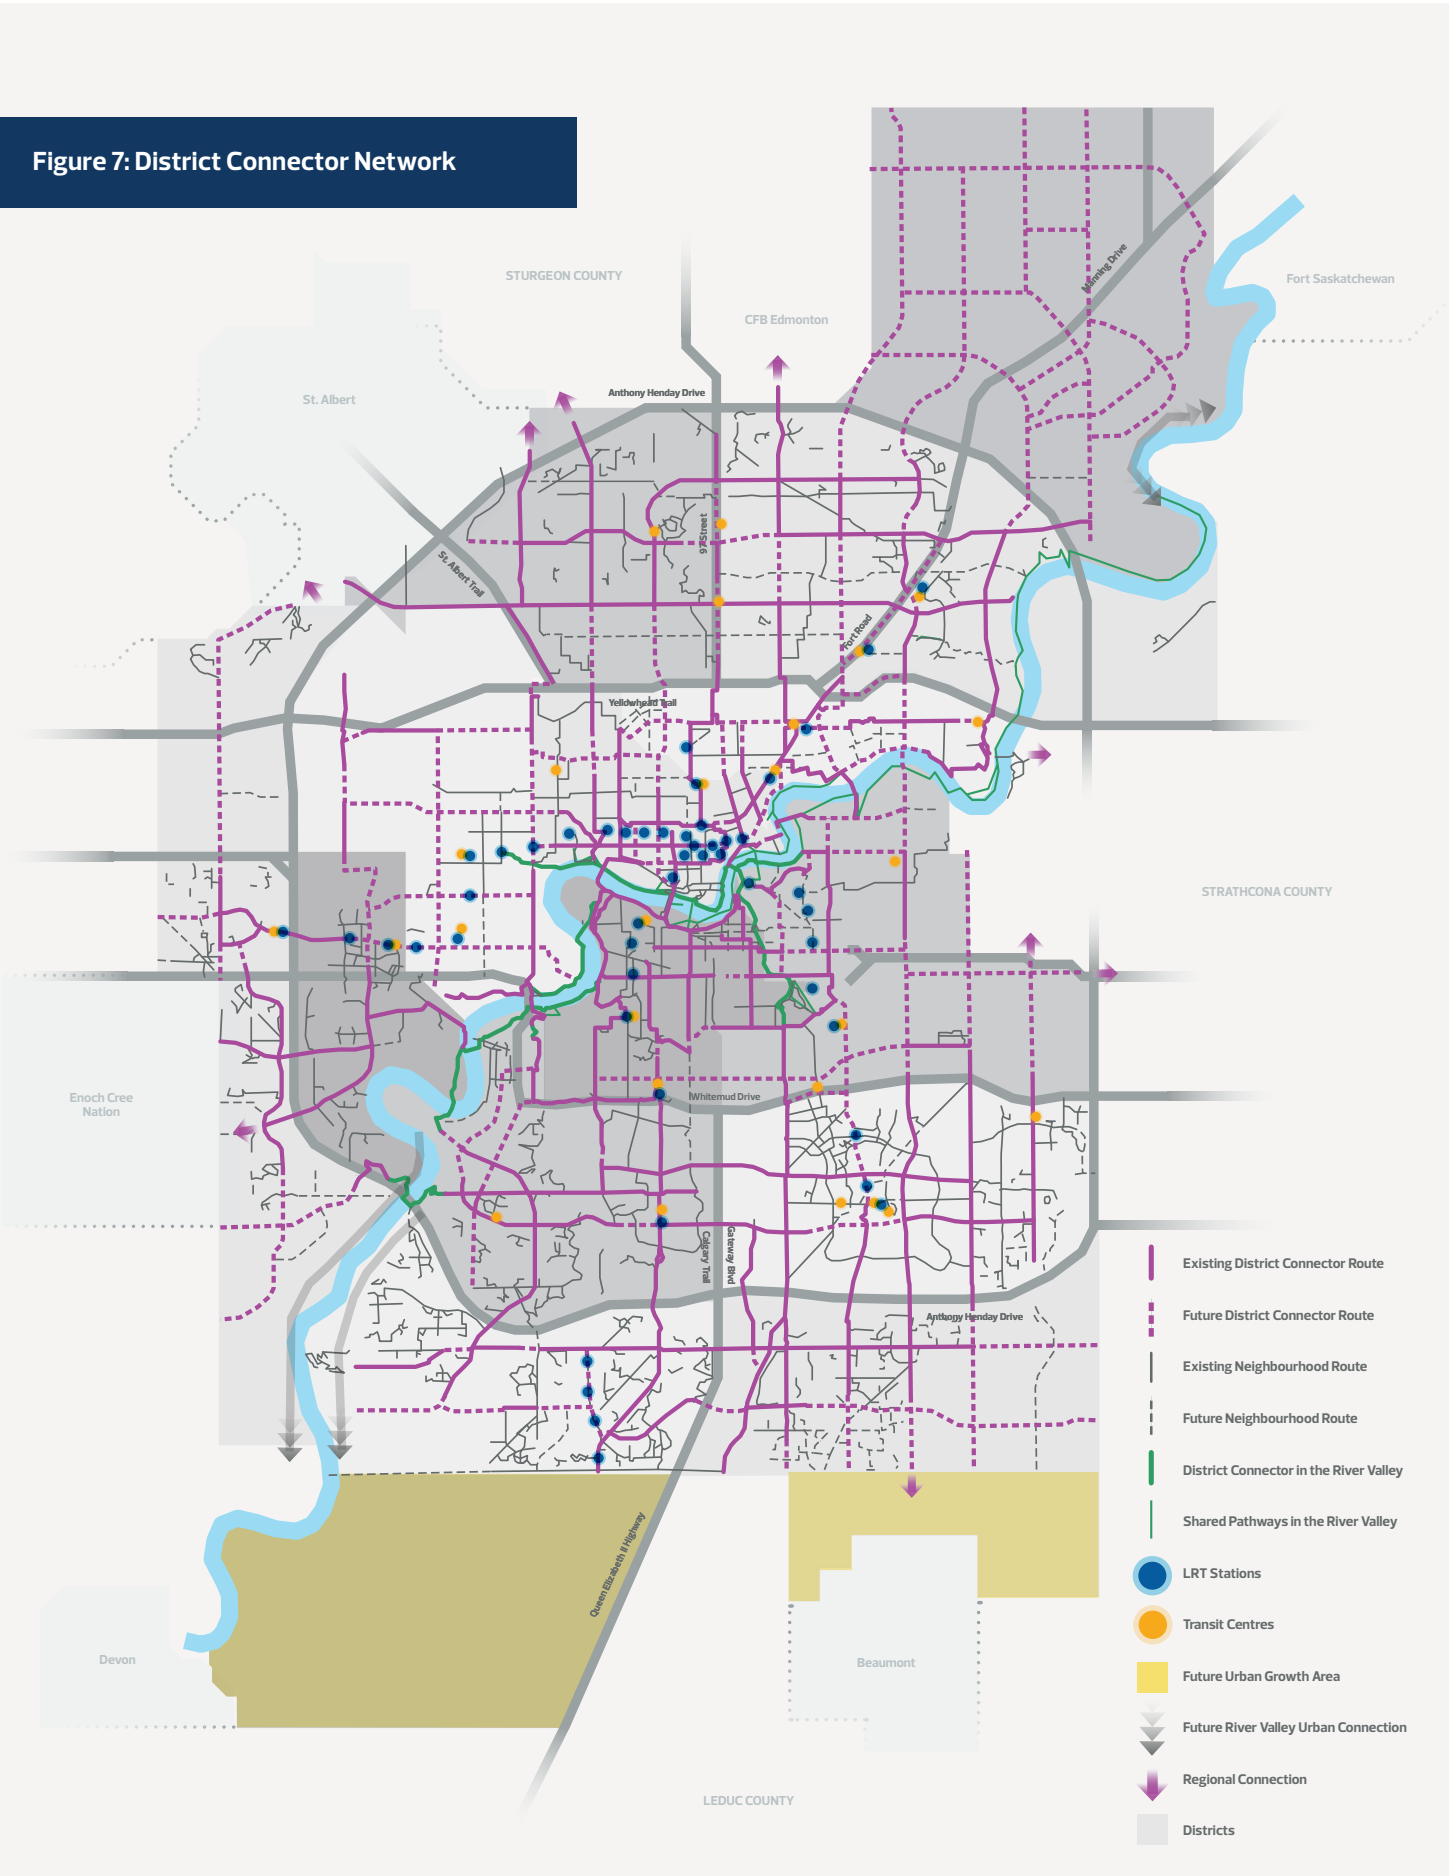 Figure 7: District Connector Network
STURGEON COUNTY
Fort Saskatchewan
Manning Drive
CFB Edmonton
St. Albert
Anthony Henday Drive
97 Street
St. Albert Trail
Fort Road
Yellowhead Trail
STRATHCONA COUNTY
Enoch Cree
Nation
Whitemud Drive
Calgary Trail
Gateway Blvd
Anthony Henday Drive
Queen Elizabeth II Highway
Devon
Beaumont
LEDUC COUNTY
Existing District Connector Route
Future District Connector Route
Existing Neighbourhood Route
Future Neighbourhood Route
District Connector in the River Valley
Shared Pathways in the River Valley
LRT Stations
Transit Centres
Future Urban Growth Area
Future River Valley Urban Connection
Regional Connection
Districts